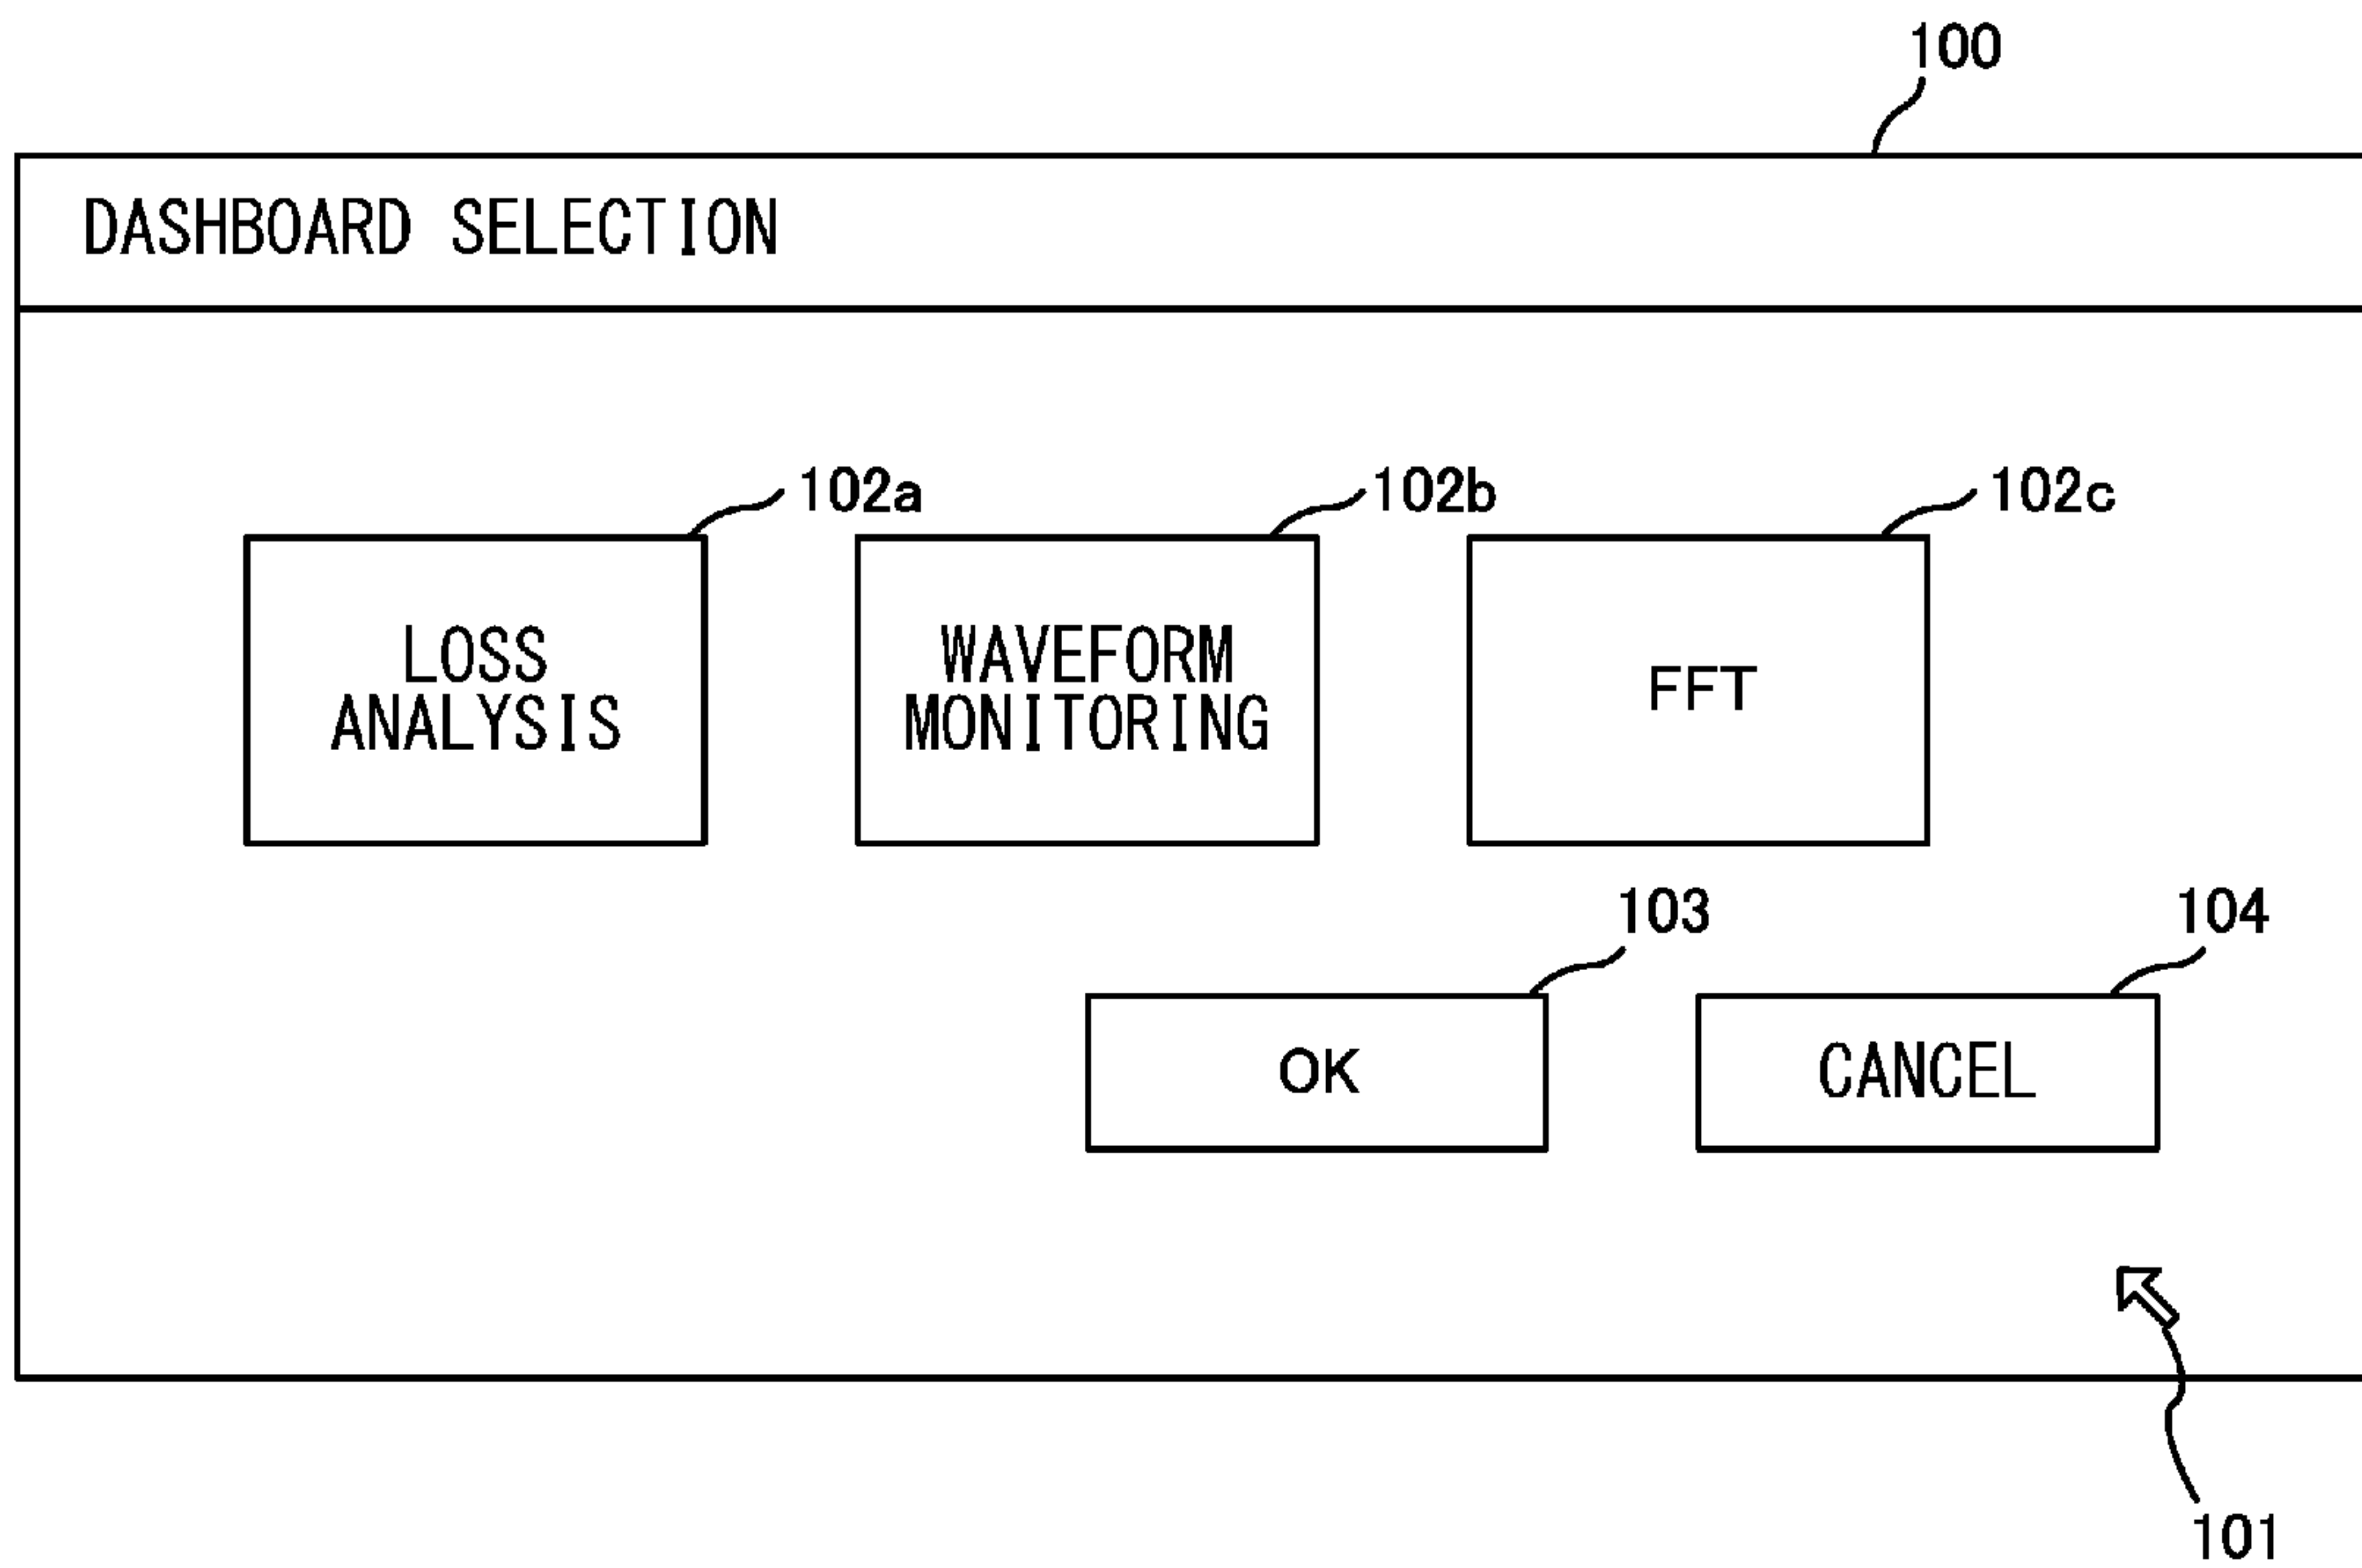 100
DASHBOARD SELECTION
102a
102b
102c
LOSS
ANALYSIS
WAVEFORM
MONITORING
FFT
103
104
OK
CANCEL
101